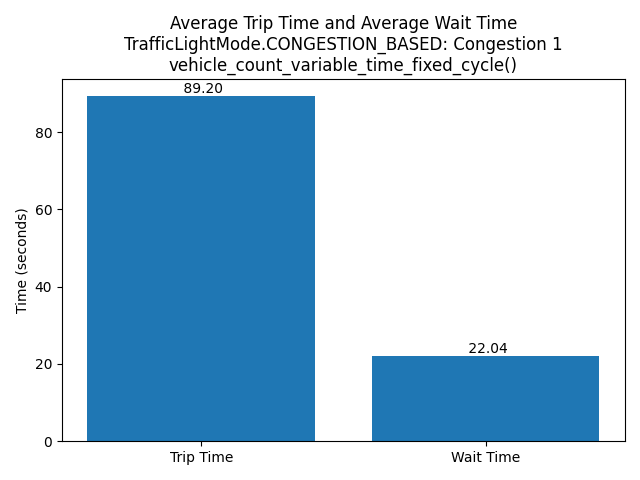 Average Trip Time and Average Wait Time
TrafficLightMode.CONGESTION_BASED: Congestion 1
vehicle_count_variable_time_fixed_cycle()
89.20
80
60
Time (seconds)
40
22.04
20
0
Trip Time
Wait Time